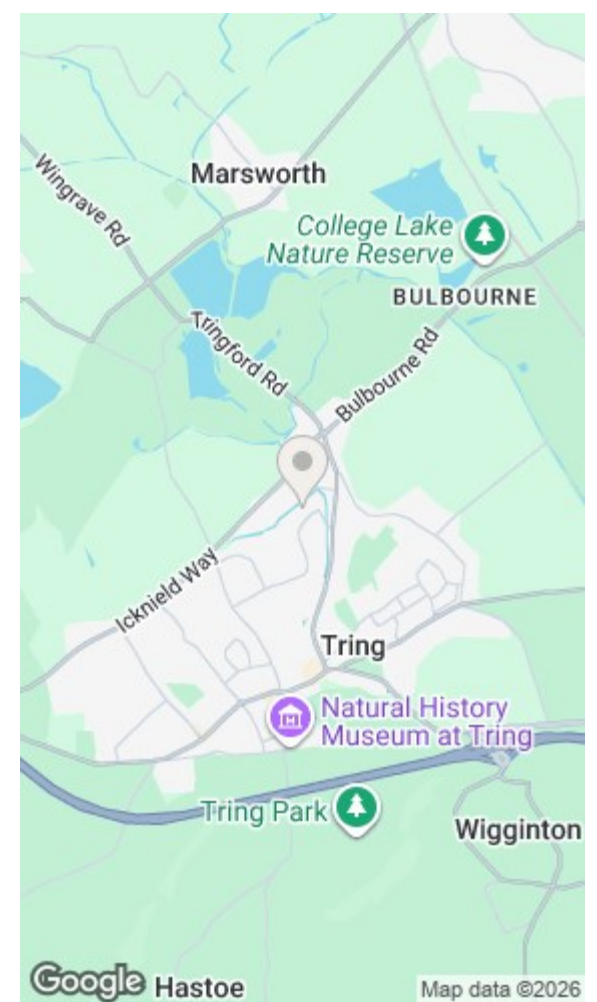 Marsworth
Wingrave Rd
College Lake
Nature Reserve
BULBOURNE
Tringford Rd
Bulbourne Rd
Icknield Way
Tring
Natural History
Museum at Tring
Tring Park
Wigginton
Google
Hastoe
Map data ©2026